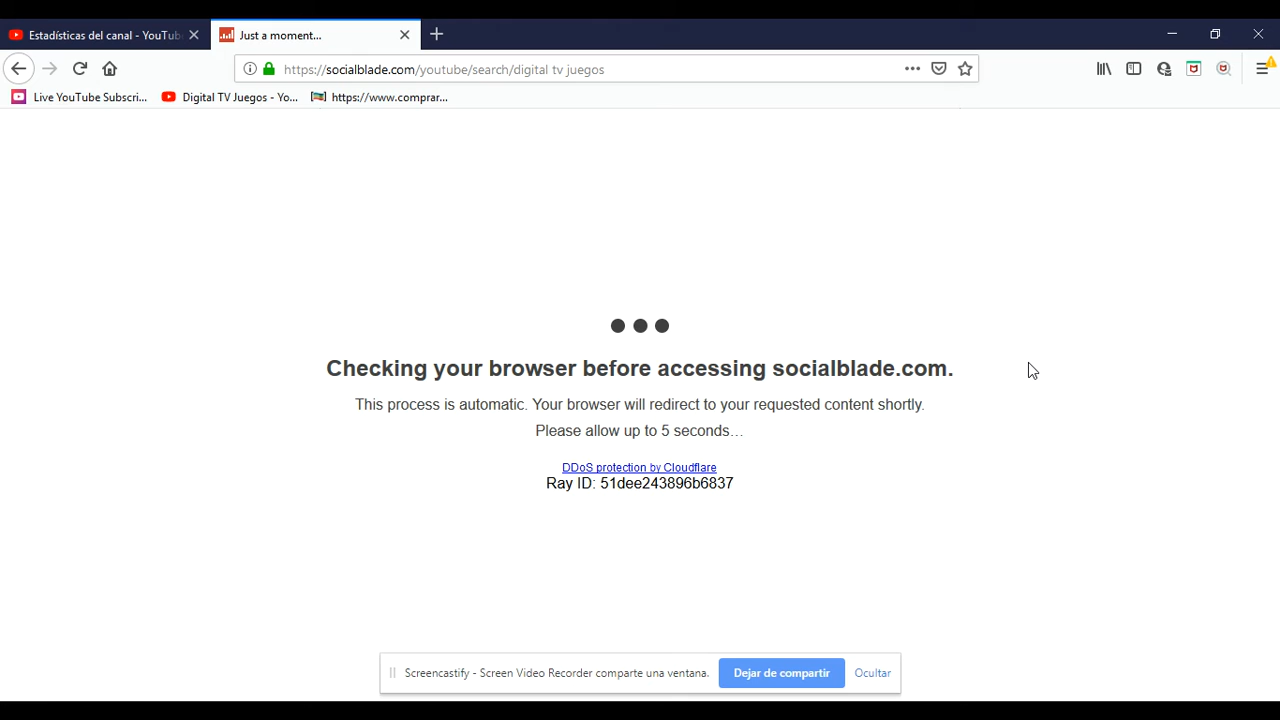 Estadísticas del canal - YouTub
Just a moment...
https://socialblade.com/youtube/search/digital tv juegos
Live YouTube Subscri...
Digital TV Juegos - Yo...
https://www.comprar...
Checking your browser before accessing socialblade.com.
This process is automatic. Your browser will redirect to your requested content shortly.
Please allow up to 5 seconds…
DDoS protection by Cloudflare
Ray ID: 51dee243896b6837
Screencastify - Screen Video Recorder comparte una ventana.
Dejar de compartir
Ocultar